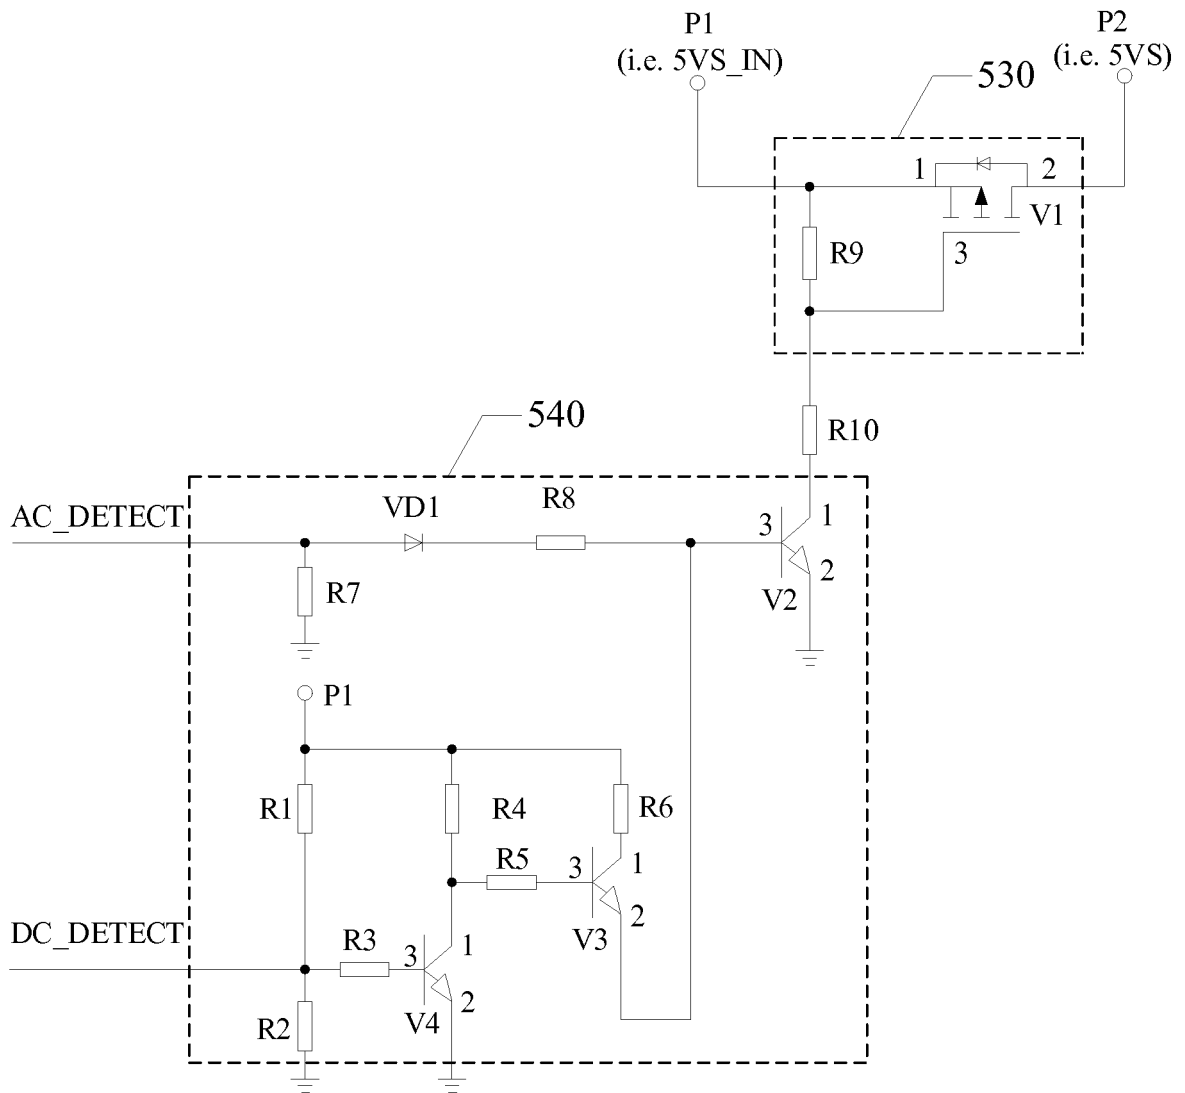 P1
(i.e. 5VS_IN)
P2
(i.e. 5VS)
530
1
2
V1
R9
3
R10
540
AC_DETECT
VD1
R8
3
1
2
V2
R7
P1
R1
R4
R6
R5
3
1
2
V3
DC_DETECT
R3
3
1
2
V4
R2